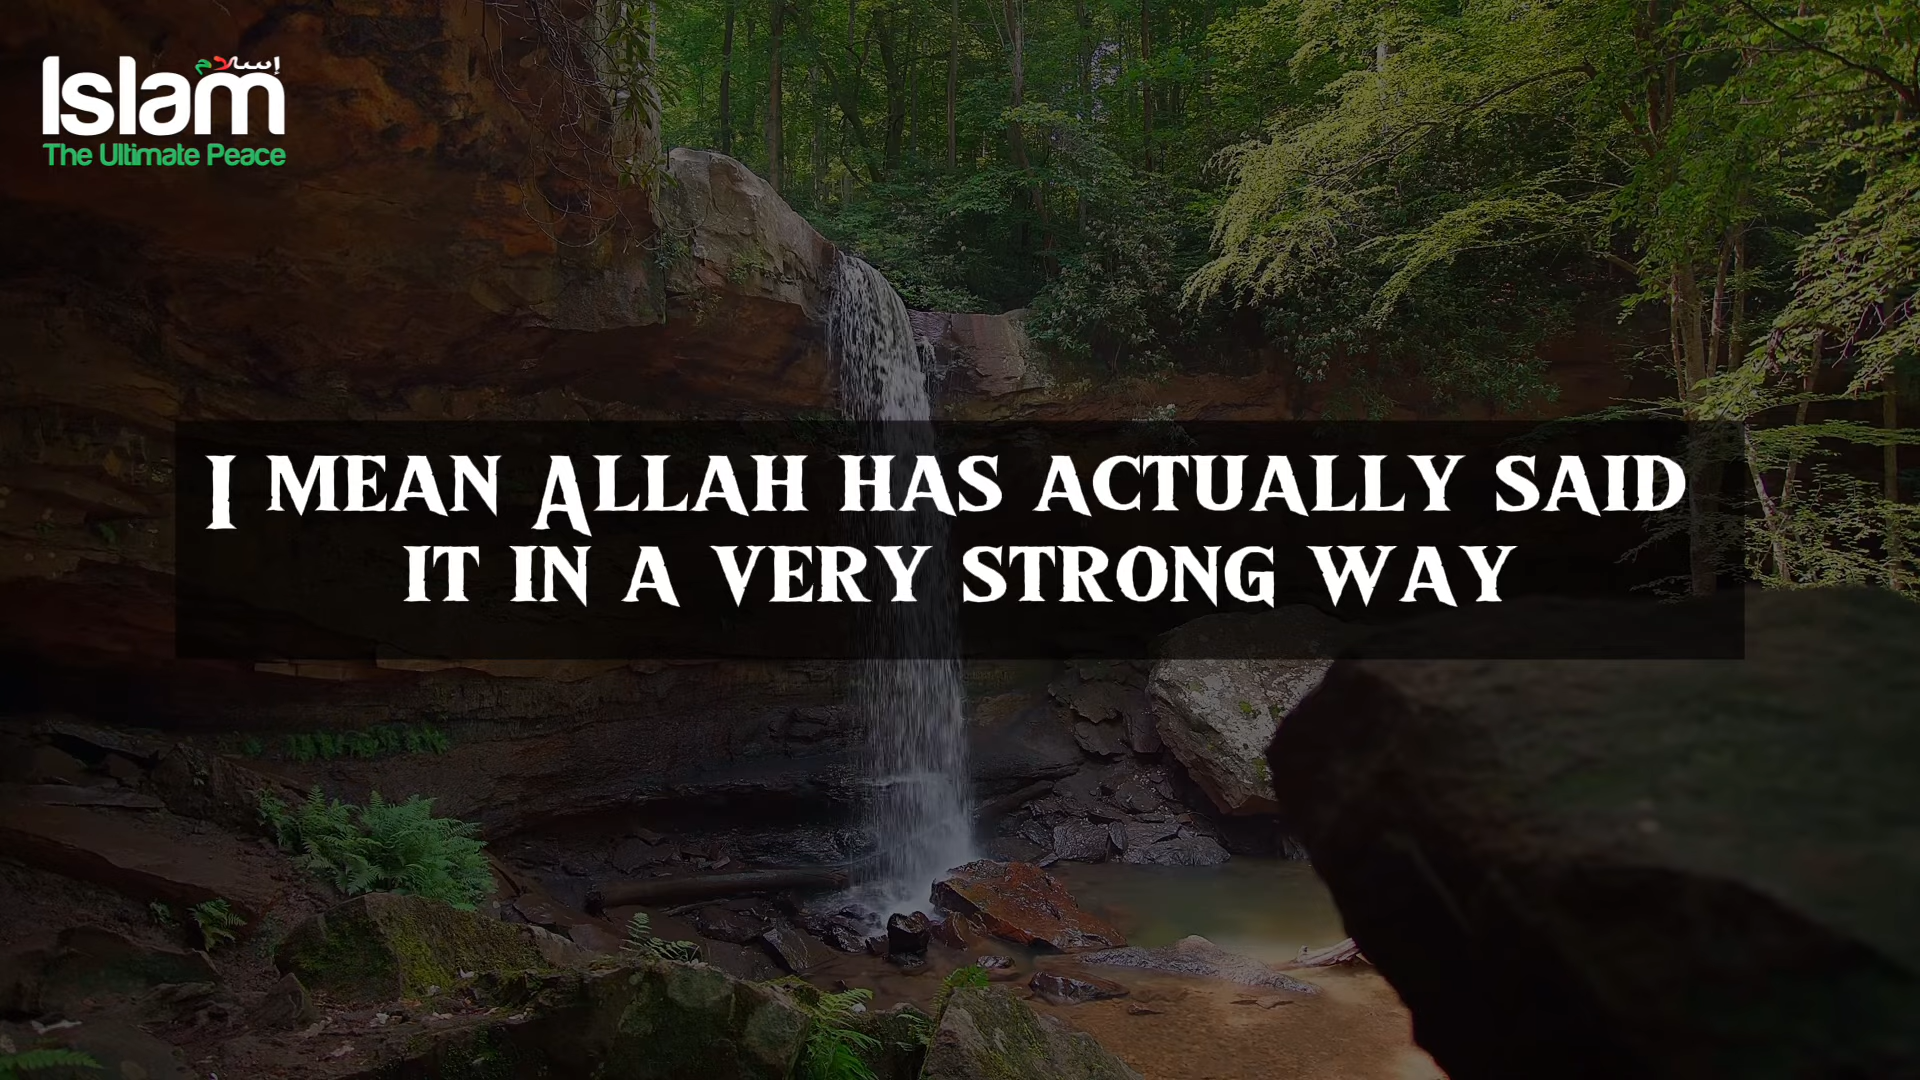 إسلام
Islam
The Ultimate Peace
I mean Allah has actually said
it in a very strong way